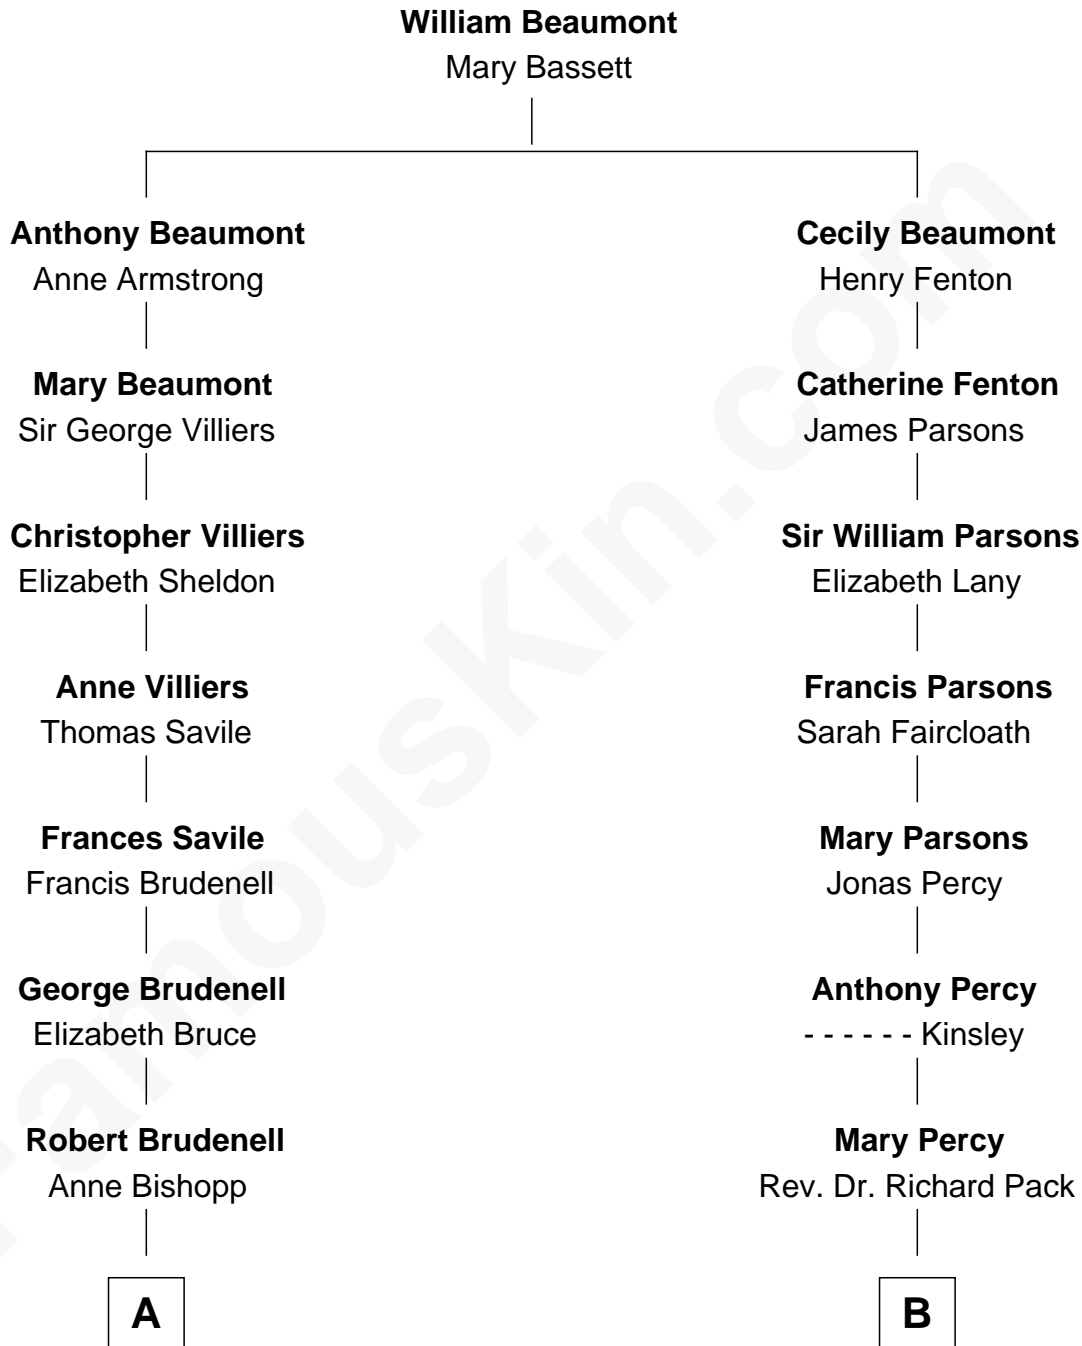 William Beaumont
Mary Bassett
Anthony Beaumont
Anne Armstrong
Cecily Beaumont
Henry Fenton
Mary Beaumont
Sir George Villiers
Catherine Fenton
James Parsons
Christopher Villiers
Elizabeth Sheldon
Sir William Parsons
Elizabeth Lany
Anne Villiers
Thomas Savile
Francis Parsons
Sarah Faircloath
Frances Savile
Francis Brudenell
Mary Parsons
Jonas Percy
George Brudenell
Elizabeth Bruce
Anthony Percy
- - - - - - Kinsley
Robert Brudenell
Anne Bishopp
Mary Percy
Rev. Dr. Richard Pack
A
B
FamousKin.com